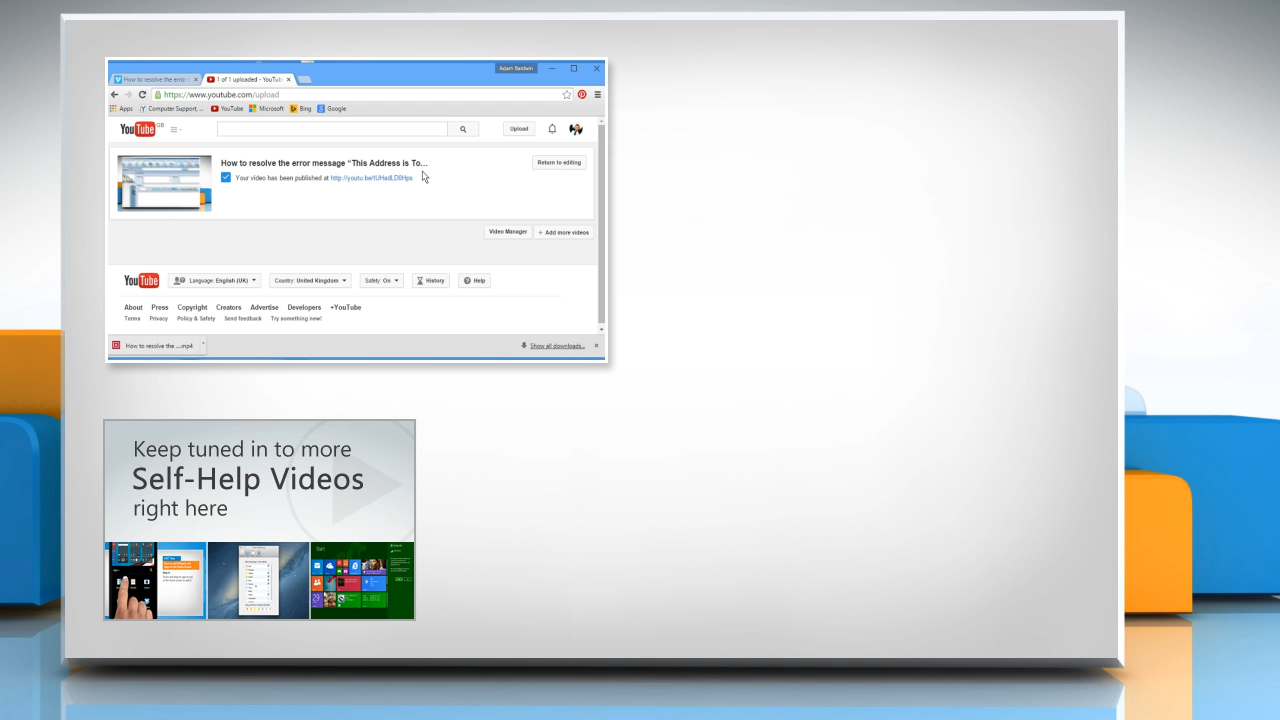 Adam Baldwin
How to resolve the error
1 of 1 uploaded - YouTub
https://www.youtube.com/upload
Apps Computer Support, ... YouTube Microsoft Bing Google
YouTube GB Upload
How to resolve the error message “This Address is To...
Return to editing
Your video has been published at http://youtu.be/tUHadLD0Hps
Video Manager + Add more videos
YouTube Language: English (UK) Country: United Kingdom Safety: On History Help
About Press Copyright Creators Advertise Developers +YouTube
Terms Privacy Policy & Safety Send feedback Try something new!
How to resolve the ....mp4 Show all downloads...
Keep tuned in to more
Self-Help Videos
right here
Start